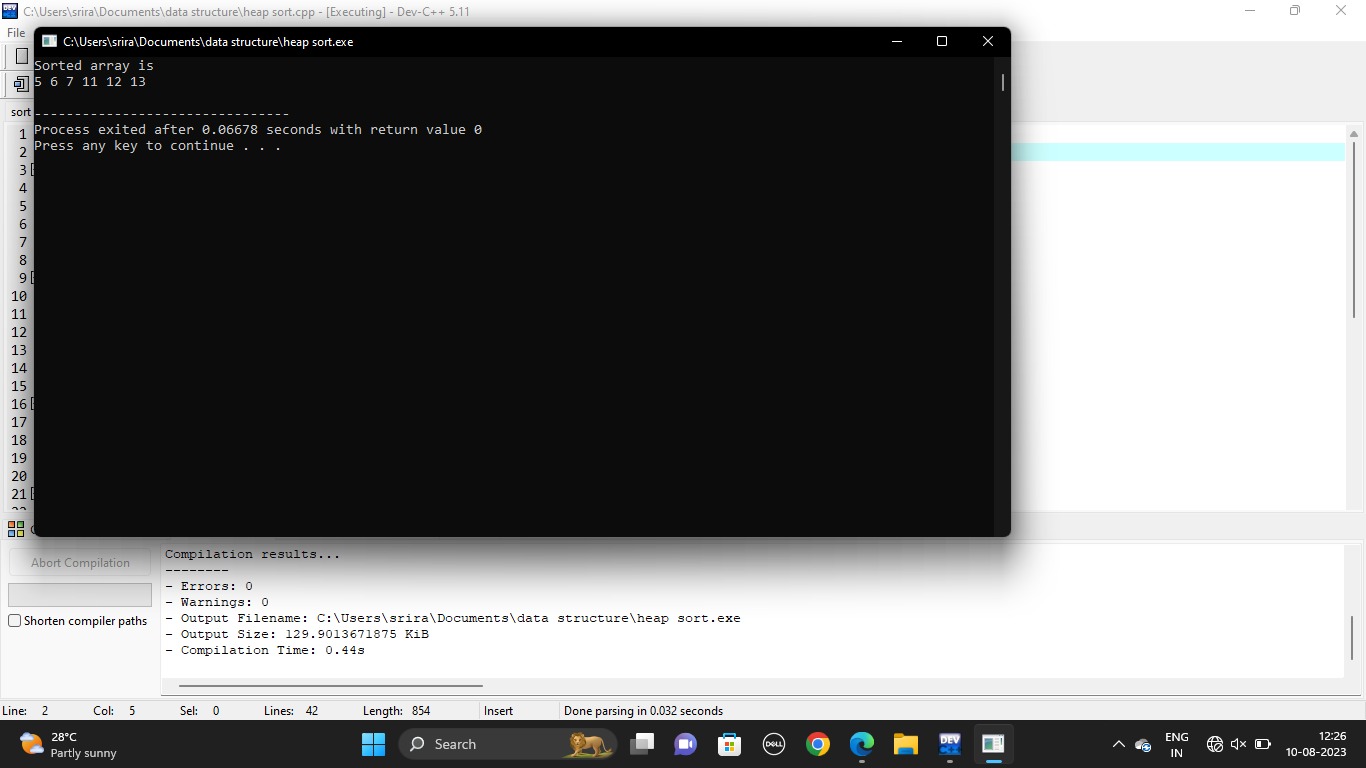 C:\Users\srira\Documents\data structure\heap sort.cpp - [Executing] - Dev-C++ 5.11
File
C:\Users\srira\Documents\data structure\heap sort.exe
Sorted array is
5 6 7 11 12 13
--------------------------------
Process exited after 0.06678 seconds with return value 0
Press any key to continue . . .
sort
1
2
3
4
5
6
7
8
9
10
11
12
13
14
15
16
17
18
19
20
21
Abort Compilation
Shorten compiler paths
Compilation results...
--------
- Errors: 0
- Warnings: 0
- Output Filename: C:\Users\srira\Documents\data structure\heap sort.exe
- Output Size: 129.9013671875 KiB
- Compilation Time: 0.44s
Line: 2 Col: 5 Sel: 0 Lines: 42 Length: 854 Insert Done parsing in 0.032 seconds
28°C
Partly sunny
Search
DELL
DEV
ENG
IN
12:26
10-08-2023